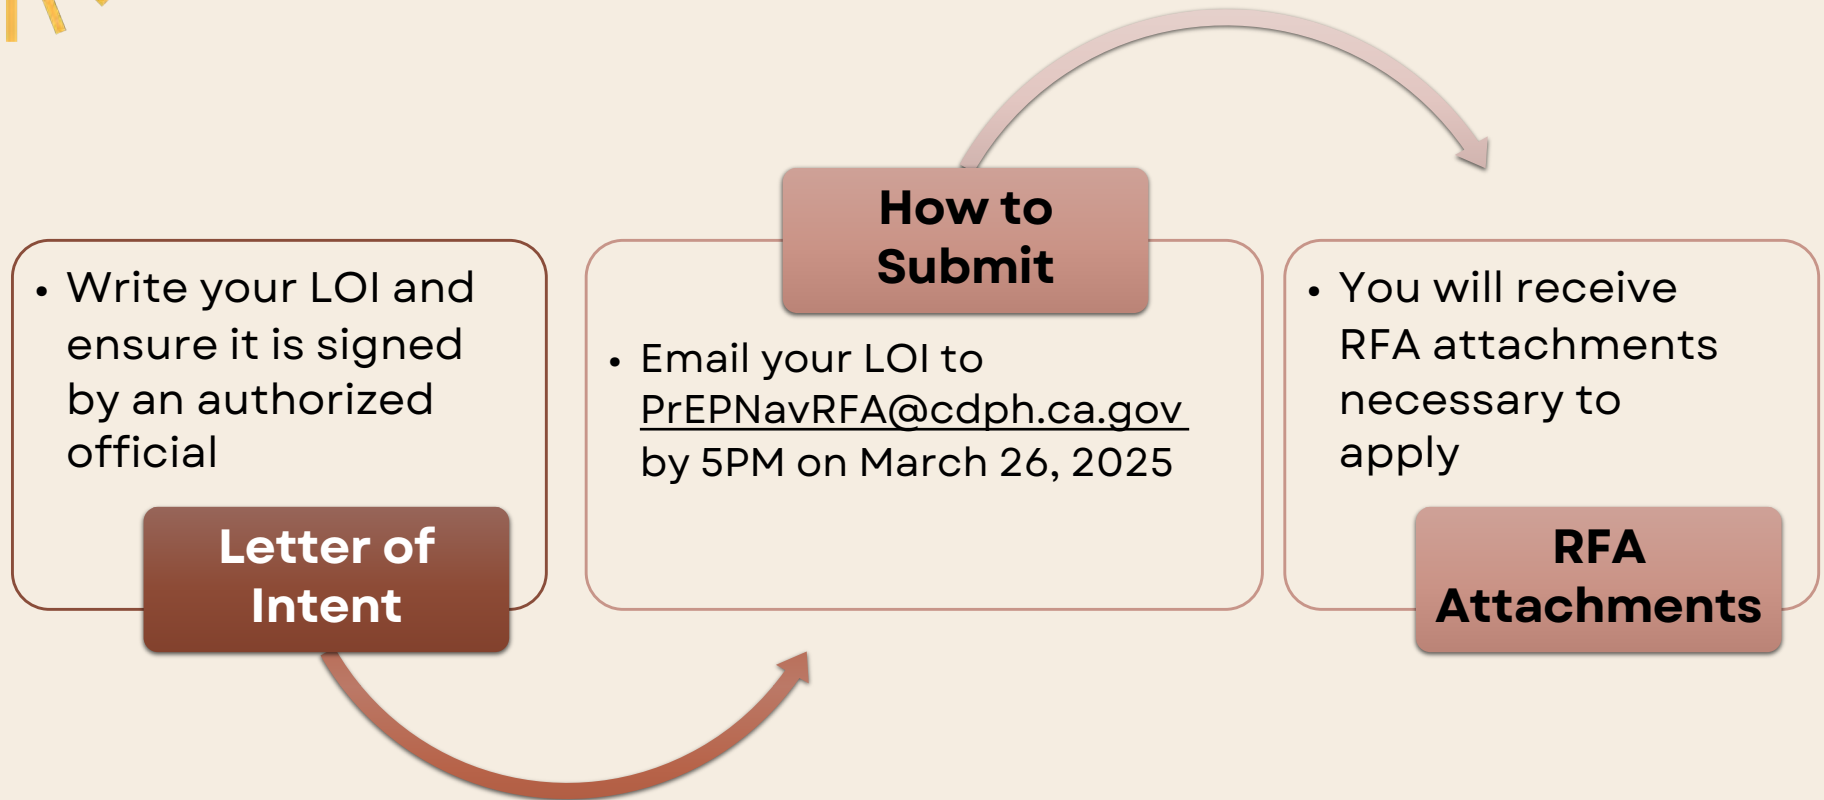 • Write your LOI and
ensure it is signed
by an authorized
official
Letter of
Intent
How to
Submit
• Email your LOI to
PrEPNavRFA@cdph.ca.gov
by 5PM on March 26, 2025
• You will receive
RFA attachments
necessary to
apply
RFA
Attachments